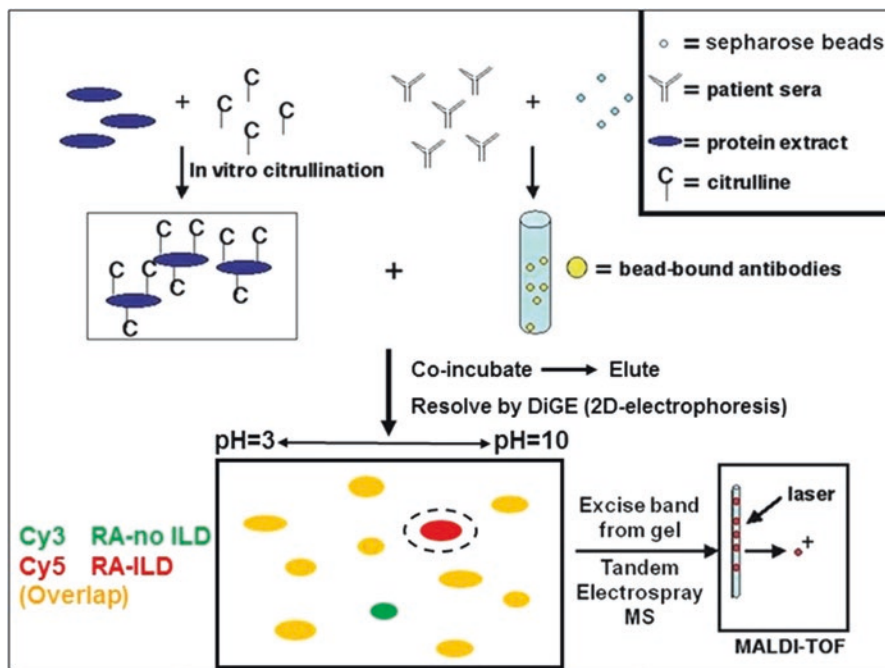 = sepharose beads
= patient sera
= protein extract
C = citrulline
+ C C C C +
In vitro citrullination
C C C C C C C C
+
= bead-bound antibodies
Co-incubate Elute
Resolve by DiGE (2D-electrophoresis)
pH=3 pH=10
Cy3 RA-no ILD
Cy5 RA-ILD
(Overlap)
Excise band
from gel
Tandem
Electrospray
MS
laser
+
MALDI-TOF